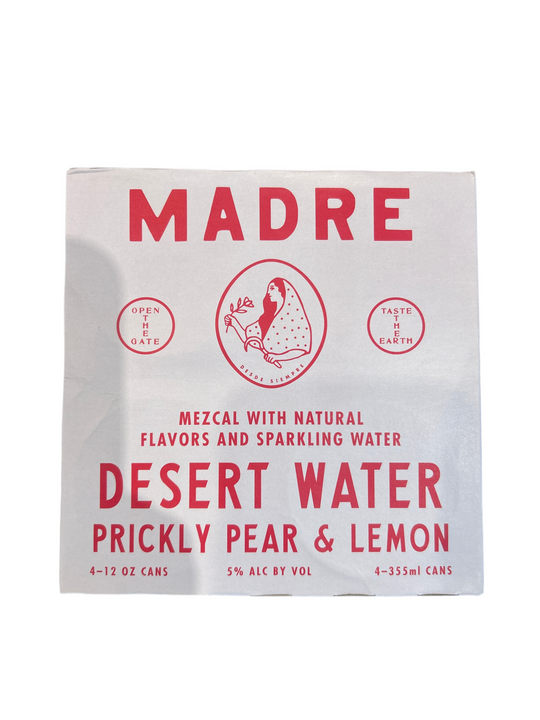 MADRE
OPEN
THE
GATE
DESDE SIEMPRE
TASTE
THE
EARTH
MEZCAL WITH NATURAL
FLAVORS AND SPARKLING WATER
DESERT WATER
PRICKLY PEAR & LEMON
4–12 OZ CANS 5% ALC BY VOL 4–355ml CANS